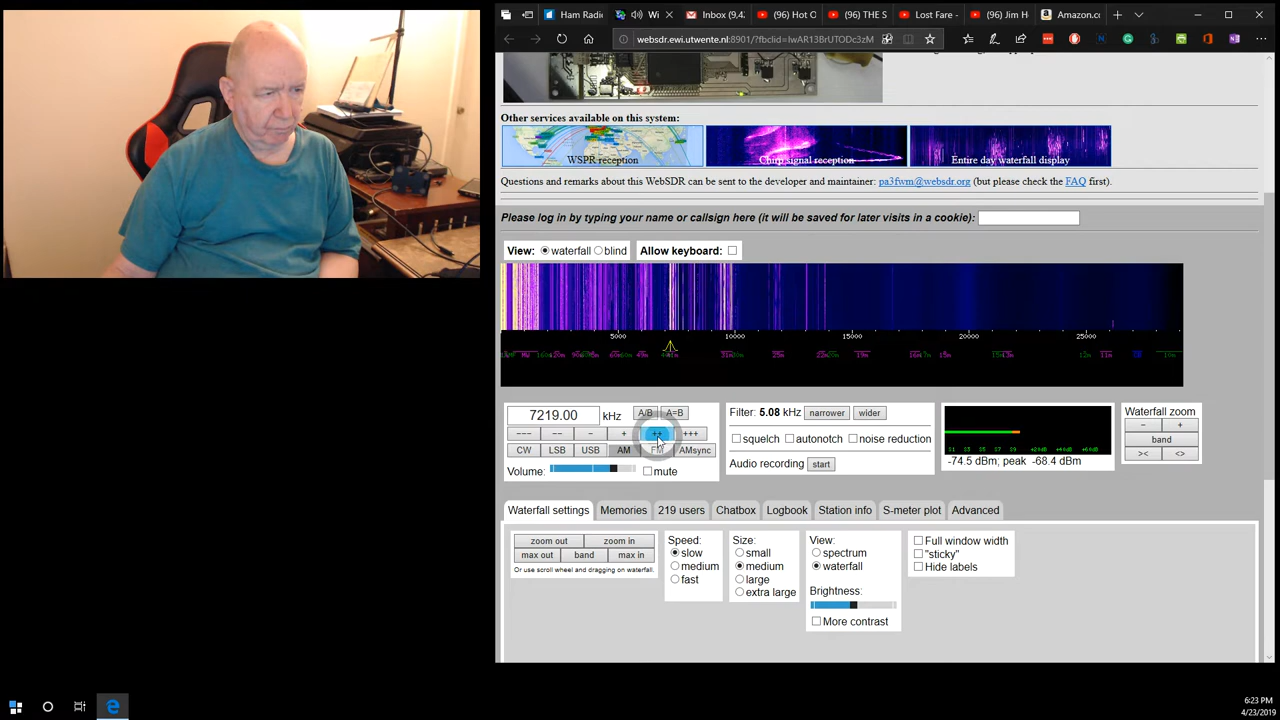 Ham Radi Wi Inbox (9,4 (96) Hot O (96) THE S Lost Fare - (96) Jim H Amazon.co
websdr.ewi.utwente.nl:8901/?fbclid=IwAR13BrUTODc3zM
Other services available on this system:
WSPR reception Chirp signal reception Entire day waterfall display
Questions and remarks about this WebSDR can be sent to the developer and maintainer: pa3fwm@websdr.org (but please check the FAQ first).
Please log in by typing your name or callsign here (it will be saved for later visits in a cookie):
View: waterfall blind Allow keyboard:
5000 10000 15000 20000 25000
7219.00 kHz A/B A=B
--- -- - + ++ +++
CW LSB USB AM FM AMsync
Volume: mute
Filter: 5.08 kHz narrower wider
squelch autonotch noise reduction
Audio recording start
S1 S3 S5 S7 S9 +20dB +40dB +60dB
-74.5 dBm; peak -68.4 dBm
Waterfall zoom
- +
band
>< <>
Waterfall settings Memories 219 users Chatbox Logbook Station info S-meter plot Advanced
zoom out zoom in
max out band max in
Or use scroll wheel and dragging on waterfall.
Speed:
slow
medium
fast
Size:
small
medium
large
extra large
View:
spectrum
waterfall
Brightness:
More contrast
Full window width
"sticky"
Hide labels
6:23 PM
4/23/2019